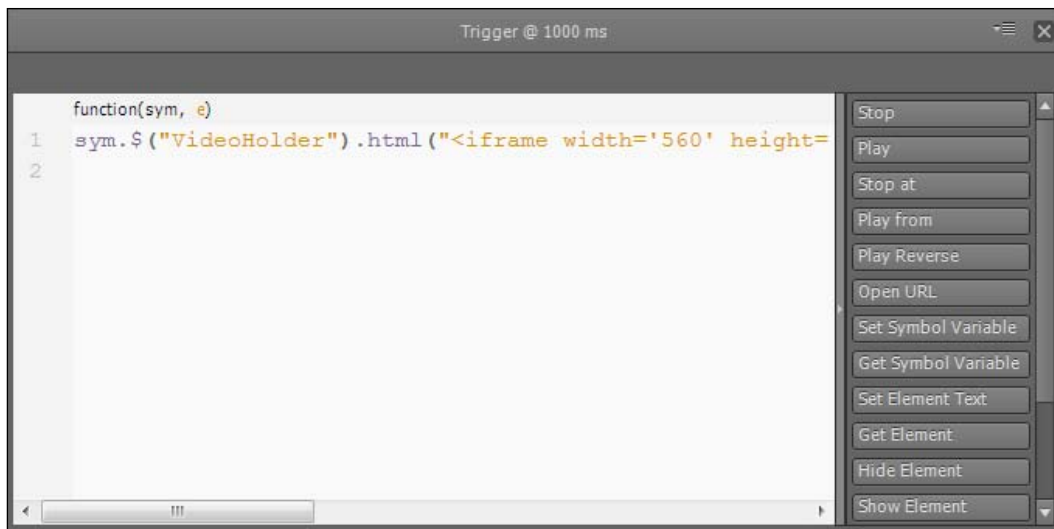 Trigger @ 1000 ms
function(sym, e)
1 sym.$("VideoHolder").html("<iframe width='560' height=
2
Stop
Play
Stop at
Play from
Play Reverse
Open URL
Set Symbol Variable
Get Symbol Variable
Set Element Text
Get Element
Hide Element
Show Element